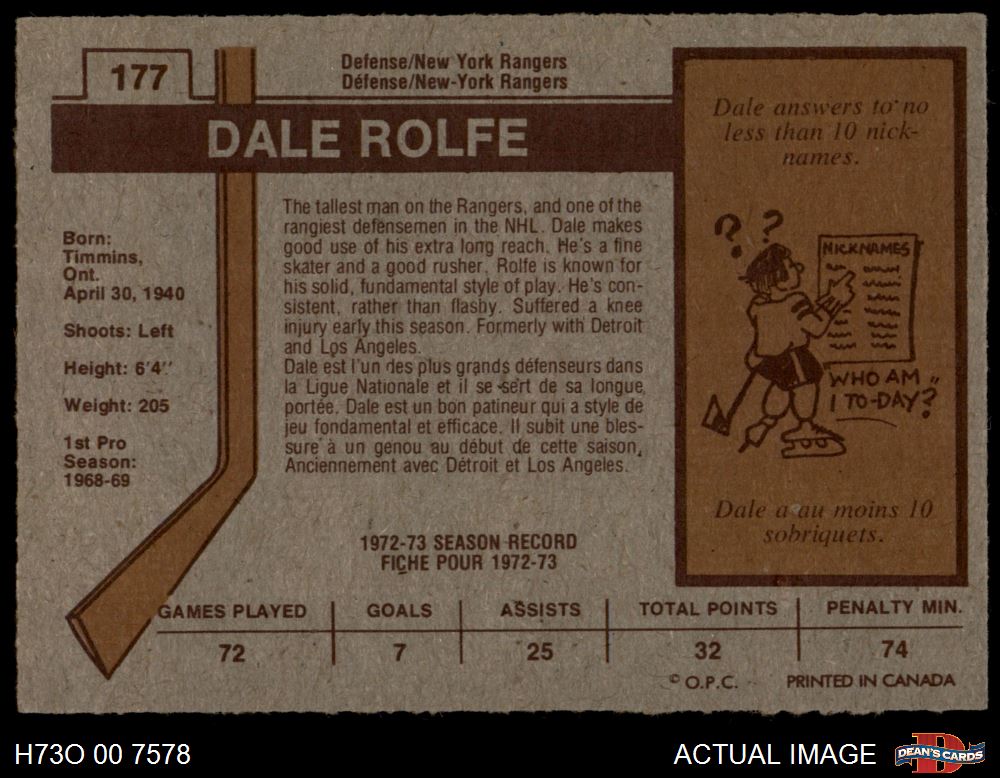 177
Defense/New York Rangers
Défense/New-York Rangers
DALE ROLFE
Born:
Timmins,
Ont.
April 30, 1940
Shoots: Left
Height: 6'4''
Weight: 205
1st Pro
Season:
1968-69
The tallest man on the Rangers, and one of the
rangiest defensemen in the NHL. Dale makes
good use of his extra long reach. He's a fine
skater and a good rusher. Rolfe is known for
his solid, fundamental style of play. He's con-
sistent, rather than flashy. Suffered a knee
injury early this season. Formerly with Detroit
and Los Angeles.
Dale est l'un des plus grands défenseurs dans
la Ligue Nationale et il se sert de sa longue
portée. Dale est un bon patineur qui a style de
jeu fondamental et efficace. Il subit une bles-
sure à un genou au début de cette saison.
Anciennement avec Détroit et Los Angeles.
Dale answers to no
less than 10 nick-
names.
? ?
NICKNAMES
WHO AM
I TO-DAY?
Dale a au moins 10
sobriquets.
1972-73 SEASON RECORD
FICHE POUR 1972-73
GAMES PLAYED GOALS ASSISTS TOTAL POINTS PENALTY MIN.
72 7 25 32 74
© O.P.C. PRINTED IN CANADA
H73O 00 7578 ACTUAL IMAGE DEAN'S CARDS